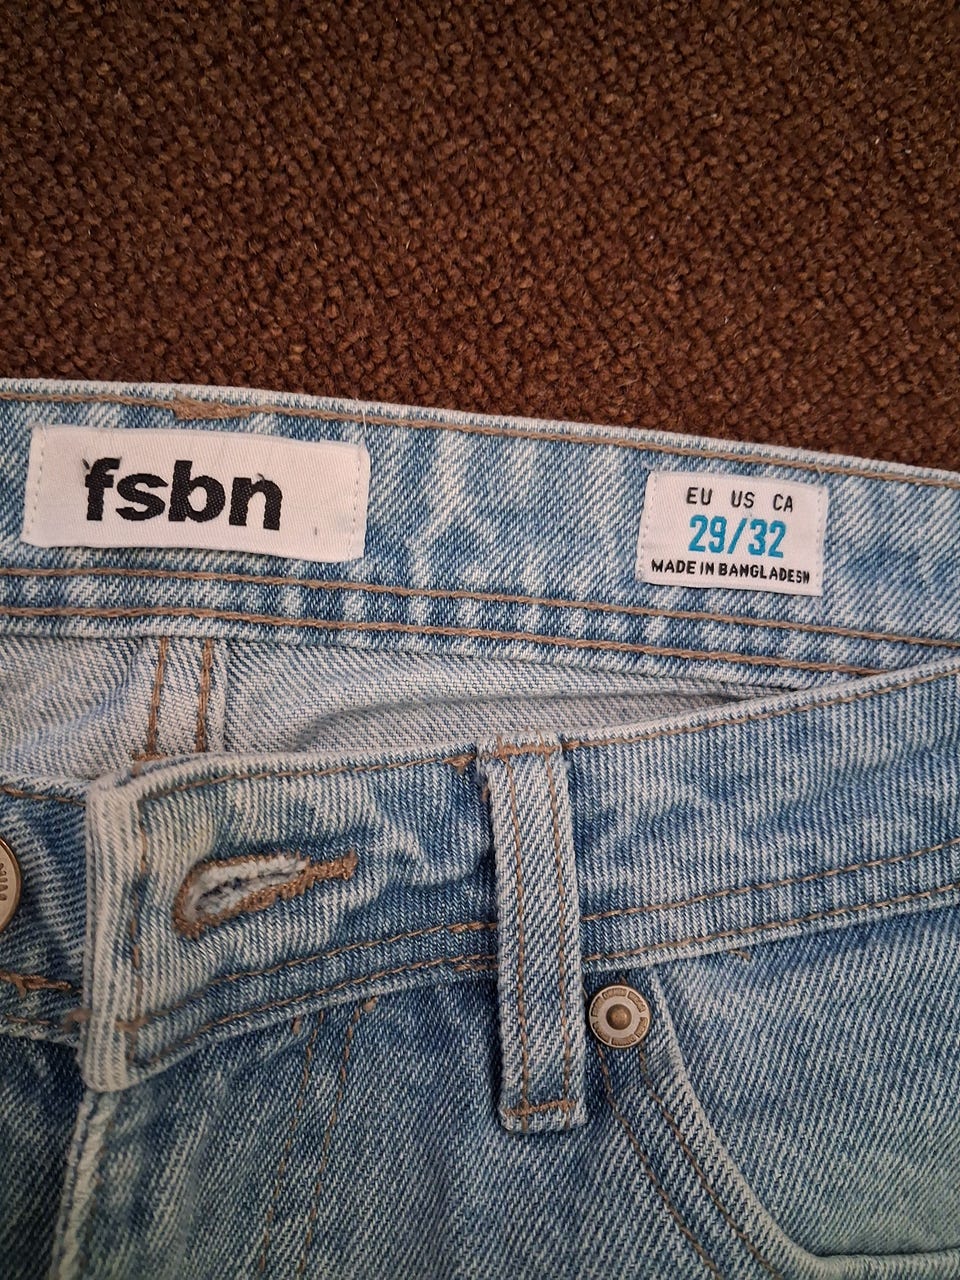 fsbn
EU US CA
29/32
MADE IN BANGLADESH